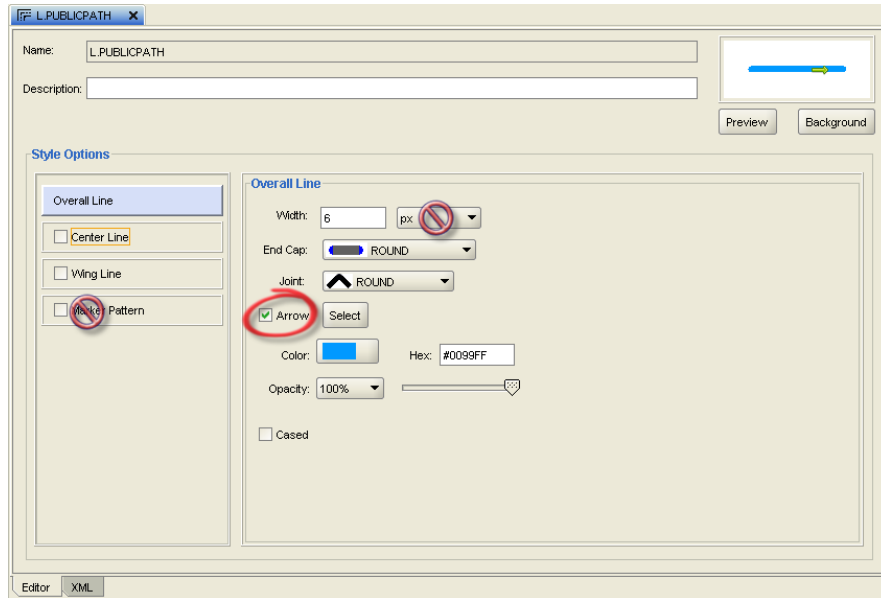 L.PUBLICPATH X
Name: L.PUBLICPATH
Description:
Preview Background
Style Options
Overall Line
Center Line
Wing Line
Marker Pattern
Overall Line
Width: 6 px
End Cap: ROUND
Joint: ROUND
Arrow Select
Color: Hex: #0099FF
Opacity: 100%
Cased
Editor XML